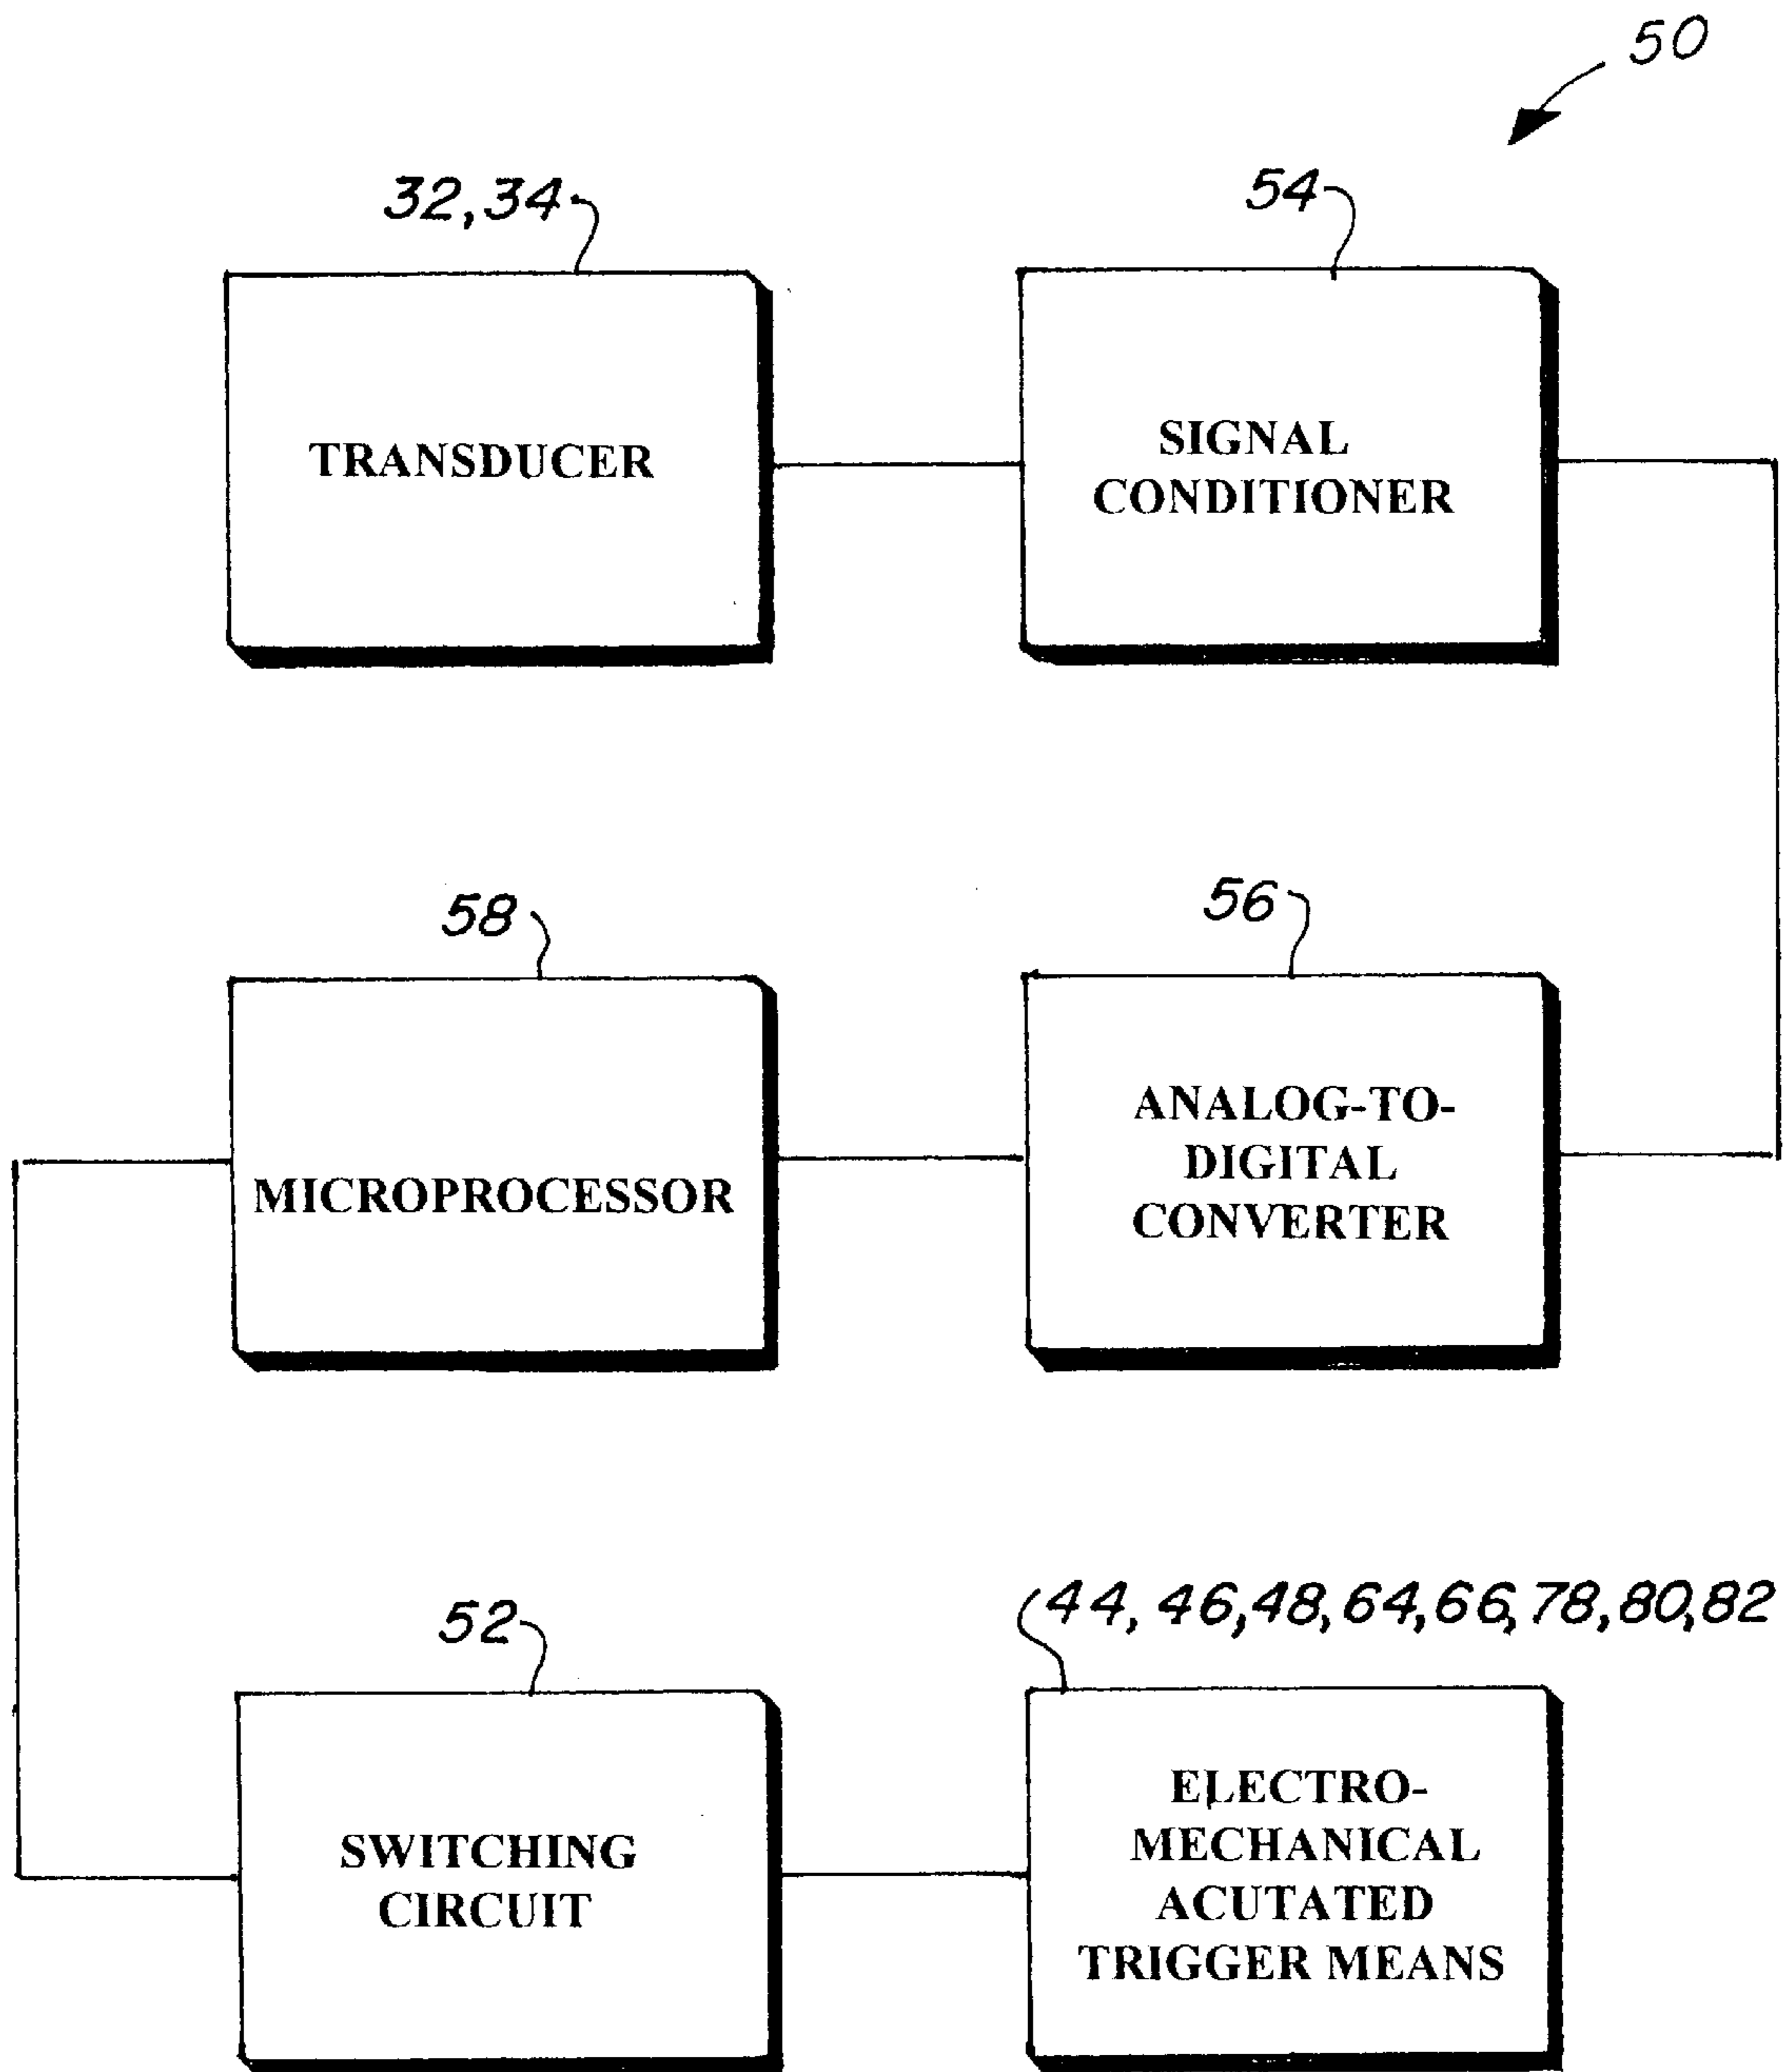 50
32,34
54
TRANSDUCER
SIGNAL
CONDITIONER
58
56
MICROPROCESSOR
ANALOG-TO-
DIGITAL
CONVERTER
52
44, 46,48,64,66,78,80,82
SWITCHING
CIRCUIT
ELECTRO-
MECHANICAL
ACUTATED
TRIGGER MEANS